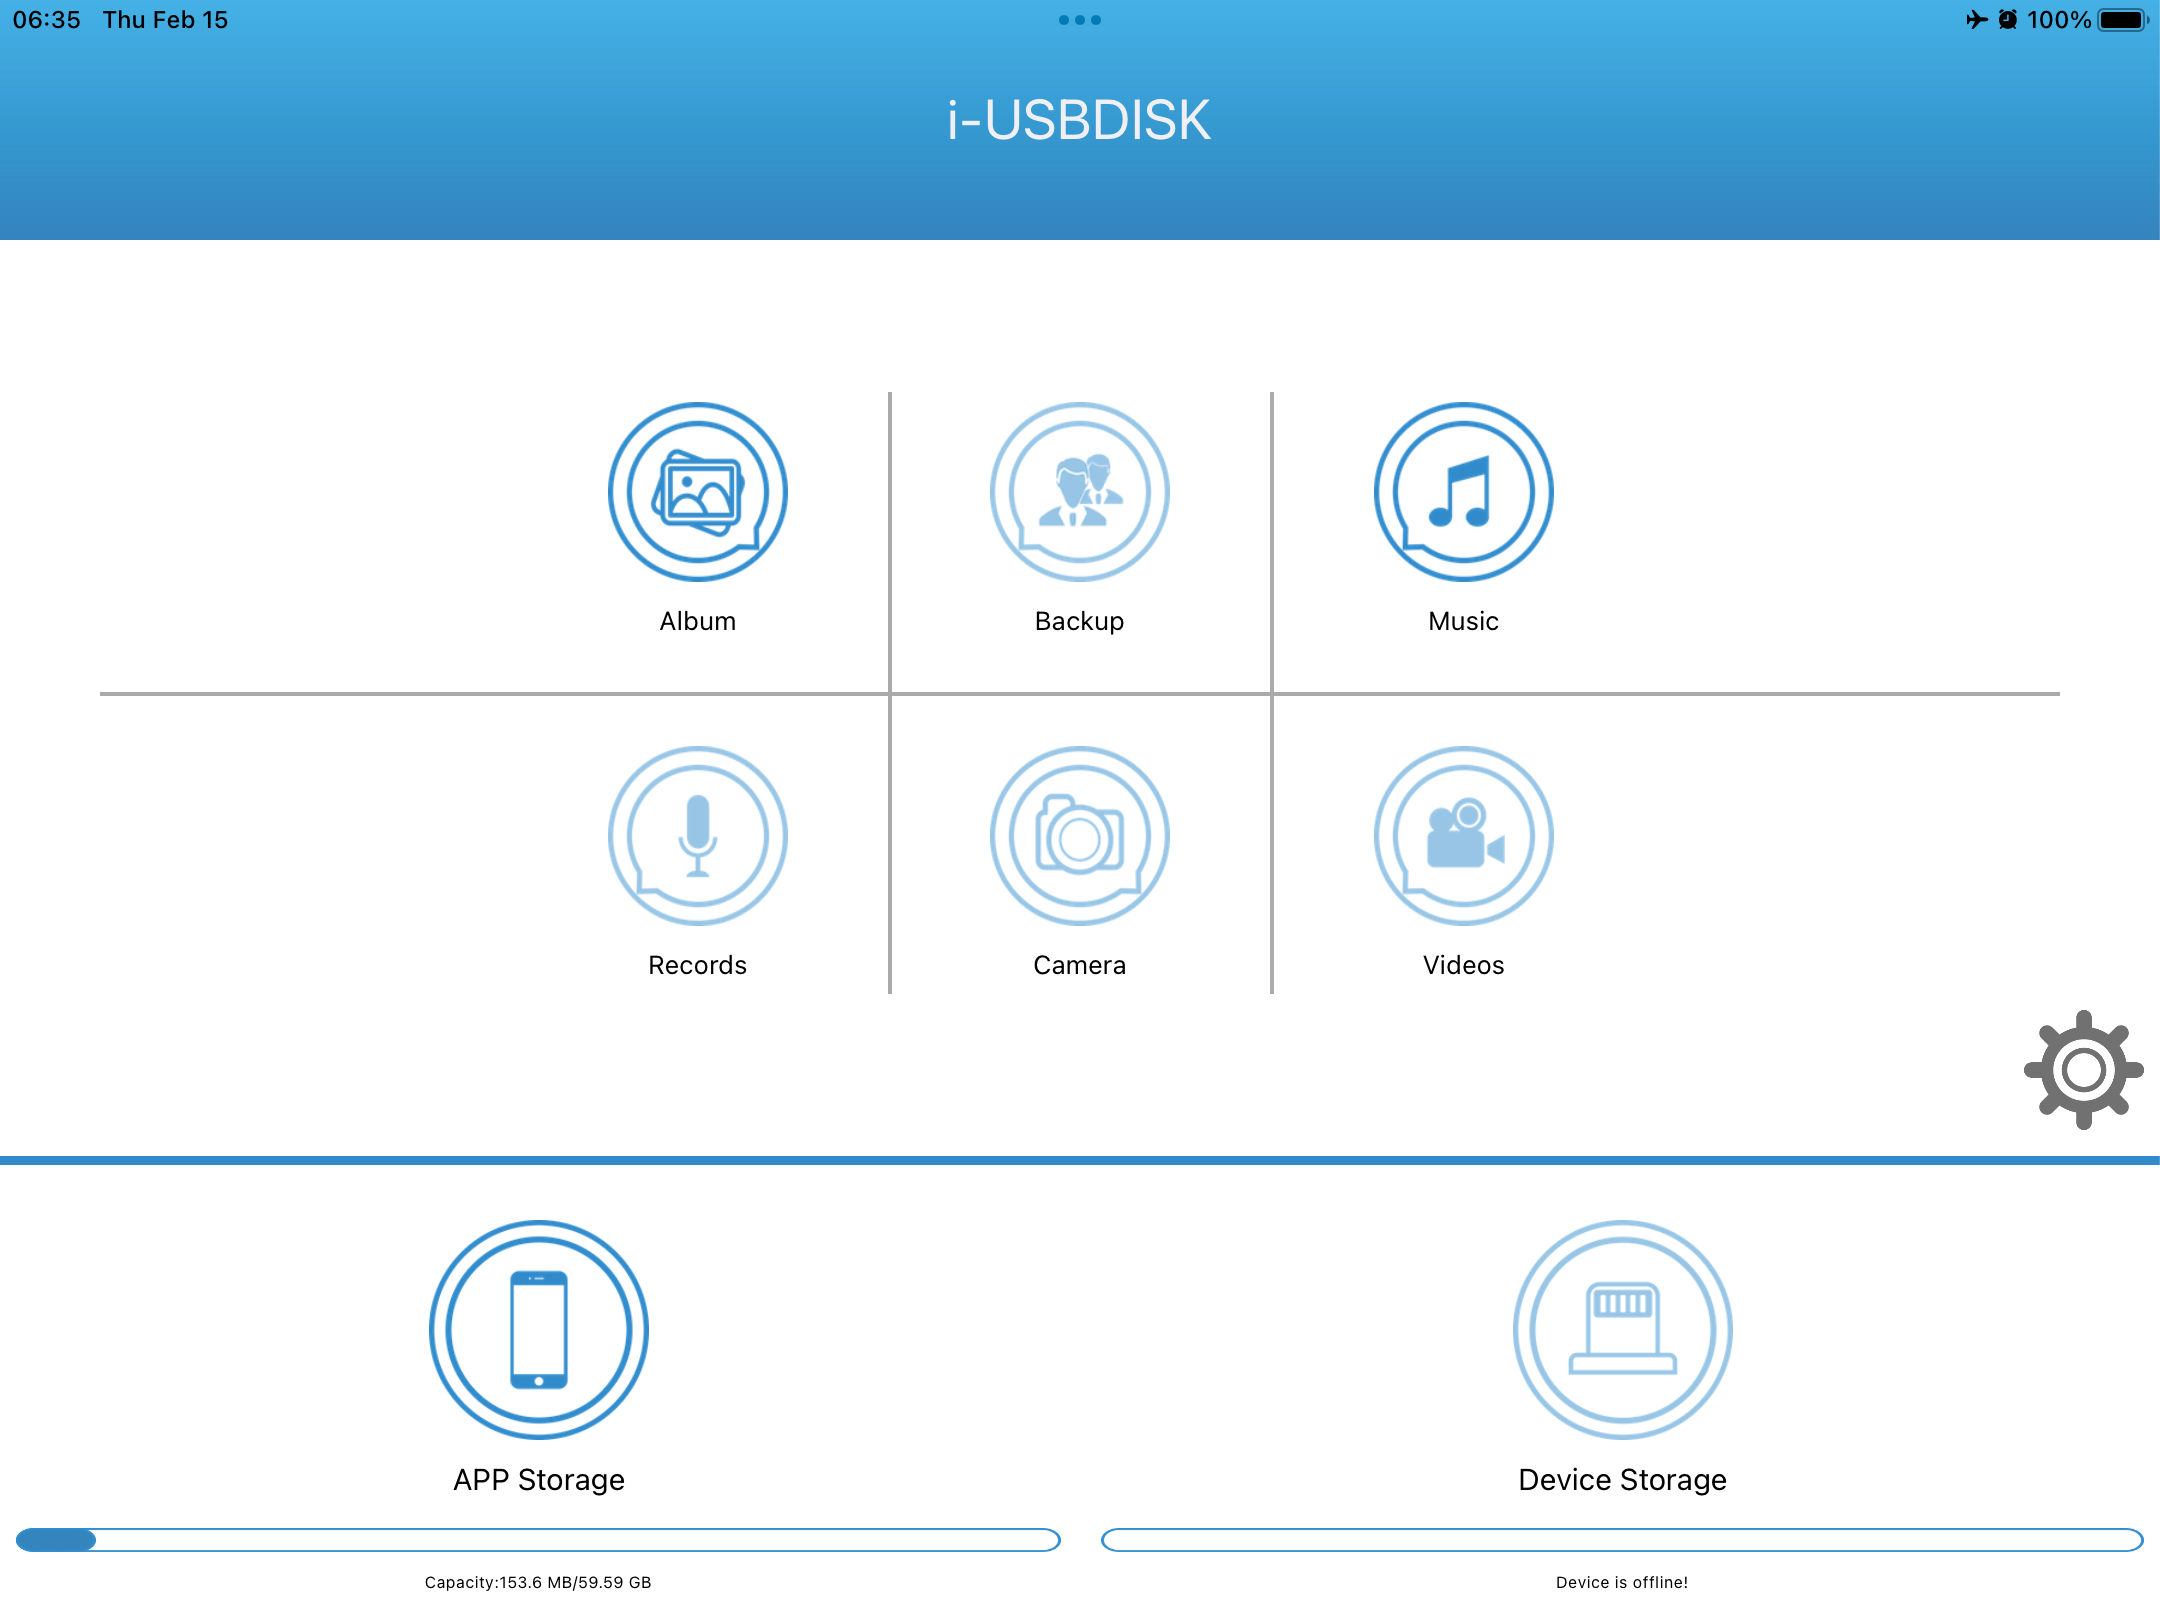 06:35 Thu Feb 15 100%
i-USBDISK
Album Backup Music
Records Camera Videos
APP Storage Device Storage
Capacity:153.6 MB/59.59 GB Device is offline!